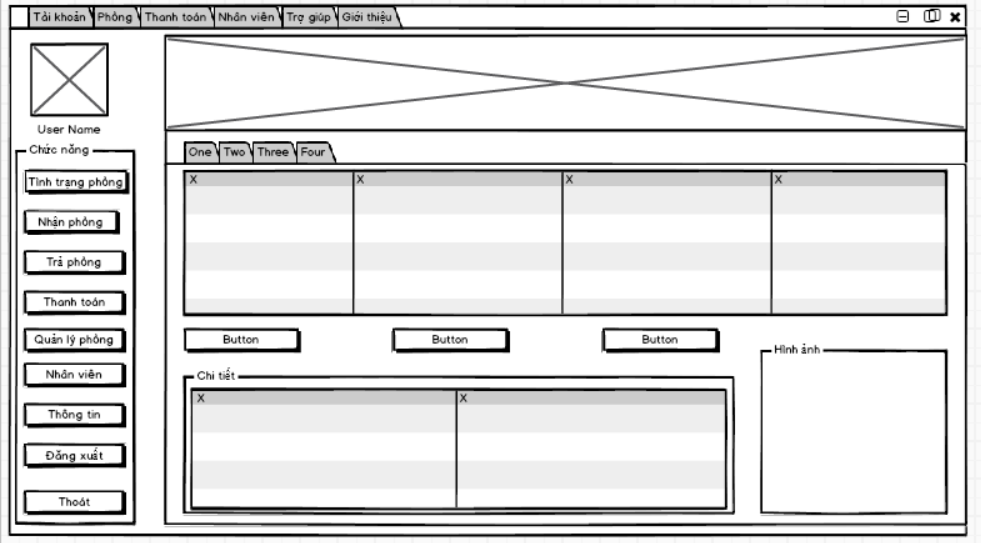 Tài khoản Phòng Thanh toán Nhân viên Trợ giúp Giới thiệu
User Name
Chức năng
Tình trạng phòng
Nhận phòng
Trả phòng
Thanh toán
Quản lý phòng
Nhân viên
Thông tin
Đăng xuất
Thoát
One Two Three Four
X X X X
Button Button Button
Chi tiết
X X
Hình ảnh